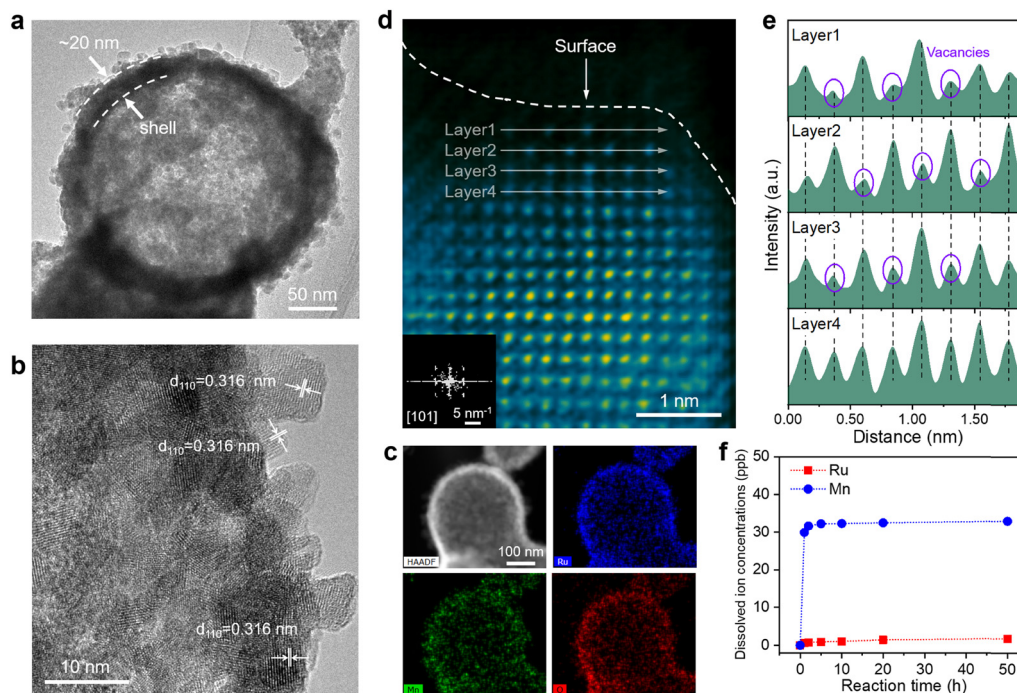 a
~20 nm
shell
50 nm
b
d110=0.316 nm
d110=0.316 nm
d110=0.316 nm
10 nm
d
Surface
Layer1
Layer2
Layer3
Layer4
[101]
5 nm-1
1 nm
c
HAADF
100 nm
Ru
Mn
O
e
Layer1
Vacancies
Layer2
Layer3
Layer4
Intensity (a.u.)
0.00 0.50 1.00 1.50
Distance (nm)
f
Ru
Mn
Dissolved ion concentrations (ppb)
50
40
30
20
10
0
0 10 20 30 40 50
Reaction time (h)